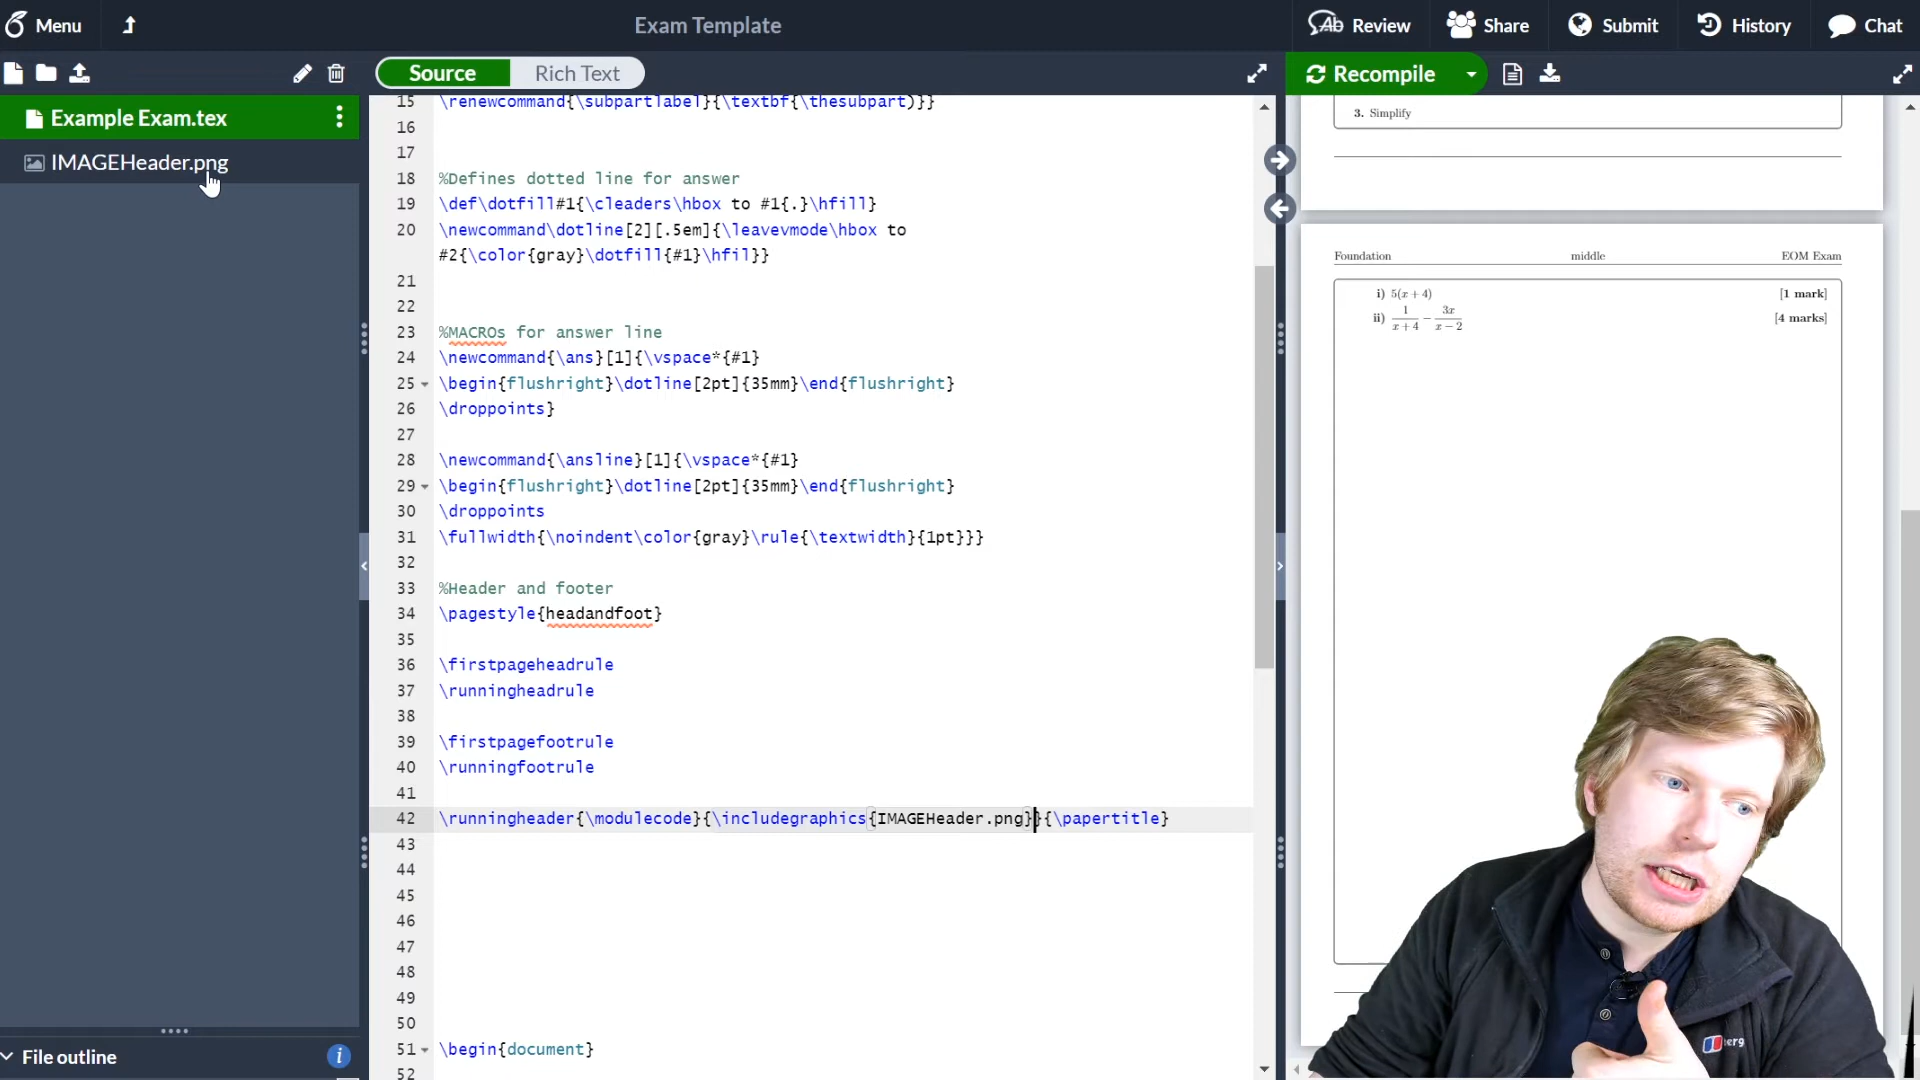 Menu
Exam Template
Review
Share
Submit
History
Chat
Source
Rich Text
Recompile
Example Exam.tex
IMAGEHeader.png
15 \renewcommand{\subpartlabel}{\textbf{\thesubpart)}}
16
17
18 %Defines dotted line for answer
19 \def\dotfill#1{\cleaders\hbox to #1{.}\hfill}
20 \newcommand\dotline[2][.5em]{\leavevmode\hbox to
#2{\color{gray}\dotfill{#1}\hfil}}
21
22
23 %MACROs for answer line
24 \newcommand{\ans}[1]{\vspace*{#1}
25 \begin{flushright}\dotline[2pt]{35mm}\end{flushright}
26 \droppoints}
27
28 \newcommand{\ansline}[1]{\vspace*{#1}
29 \begin{flushright}\dotline[2pt]{35mm}\end{flushright}
30 \droppoints
31 \fullwidth{\noindent\color{gray}\rule{\textwidth}{1pt}}}
32
33 %Header and footer
34 \pagestyle{headandfoot}
35
36 \firstpageheadrule
37 \runningheadrule
38
39 \firstpagefootrule
40 \runningfootrule
41
42 \runningheader{\modulecode}{\includegraphics{IMAGEHeader.png}}{\papertitle}
43
44
45
46
47
48
49
50
51 \begin{document}
52
File outline
3. Simplify
Foundation middle EOM Exam
i) 5(x + 4) [1 mark]
ii) 1/(x + 4) − 3x/(x − 2) [4 marks]